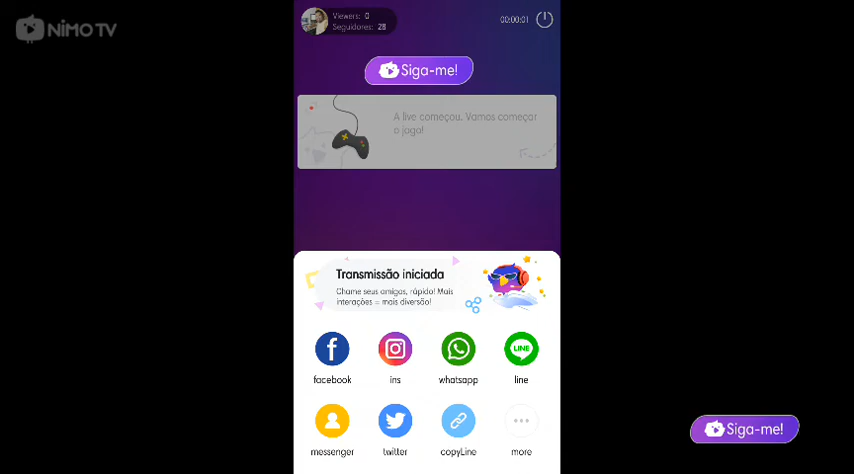 NIMO TV
Viewers: 0
Seguidores: 28
00:00:01
Siga-me!
A live começou. Vamos começar
o jogo!
Transmissão iniciada
Chame seus amigos, rápido! Mais
interações = mais diversão!
facebook
ins
whatsapp
LINE
line
messenger
twitter
copyLine
more
Siga-me!